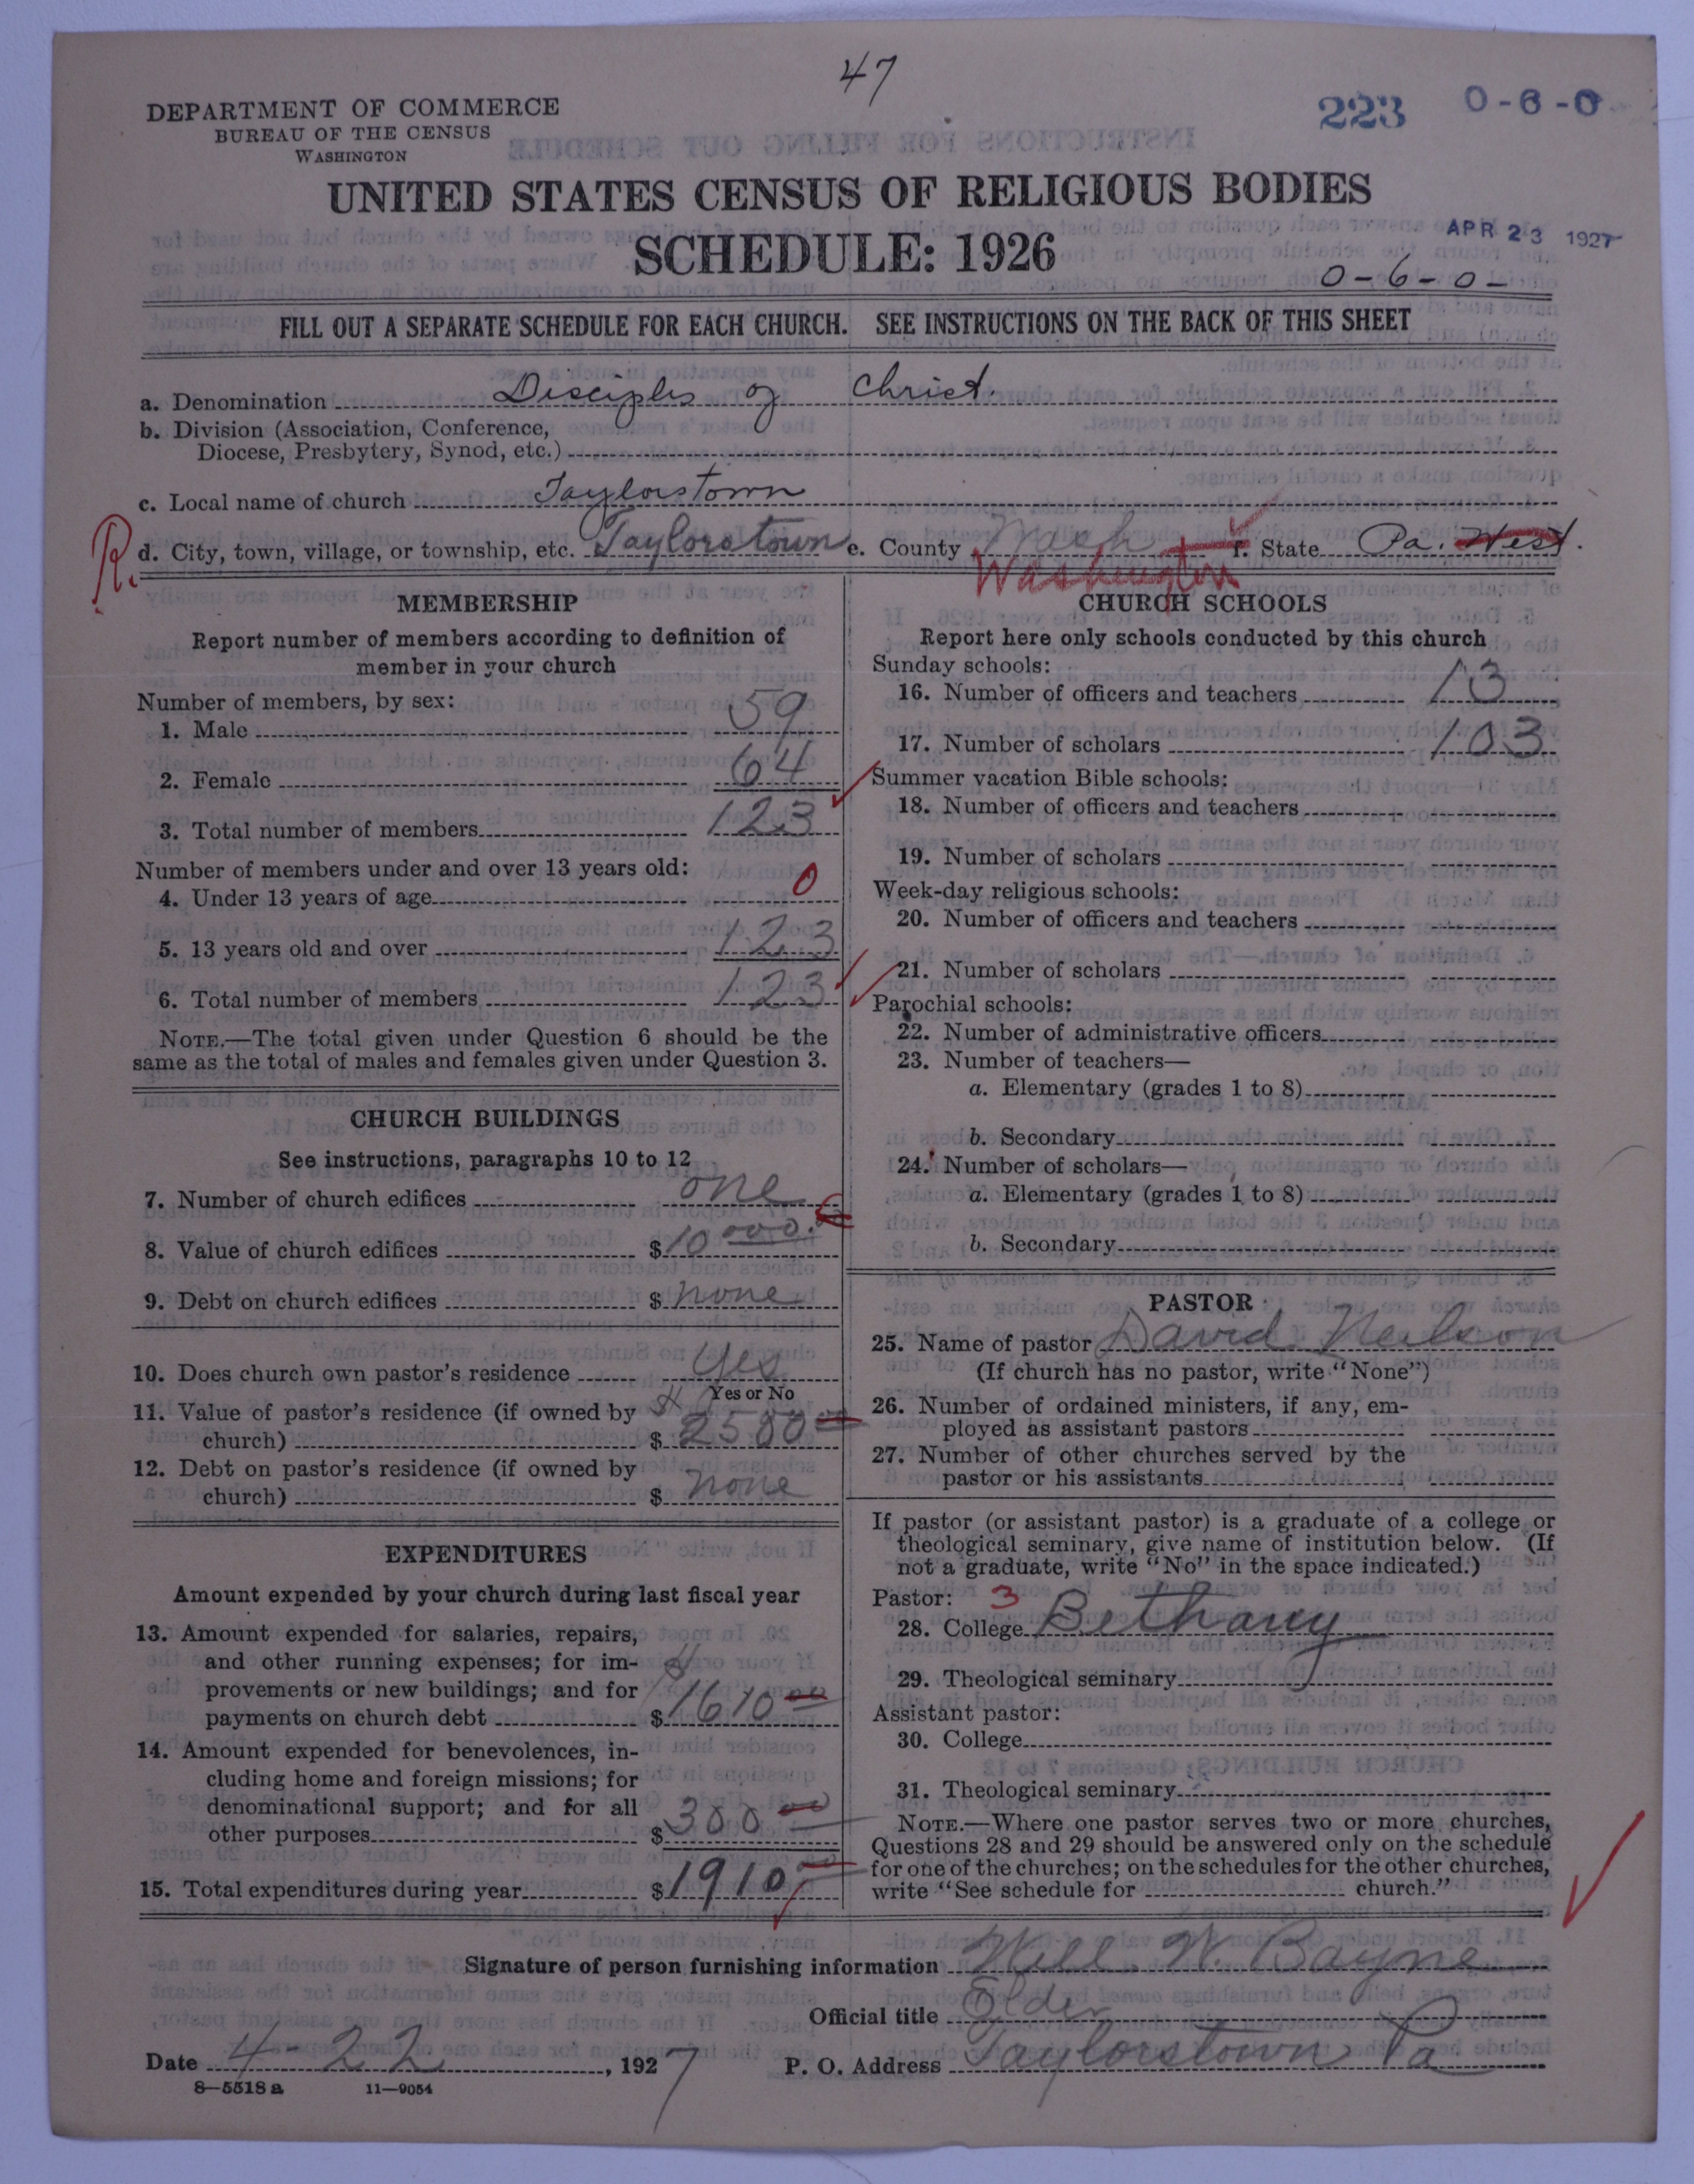 47
DEPARTMENT OF COMMERCE
BUREAU OF THE CENSUS
WASHINGTON
223 0-6-0
UNITED STATES CENSUS OF RELIGIOUS BODIES
SCHEDULE: 1926
APR 23 1927
0-6-0-
FILL OUT A SEPARATE SCHEDULE FOR EACH CHURCH. SEE INSTRUCTIONS ON THE BACK OF THIS SHEET
a. Denomination Disciples of Christ.
b. Division (Association, Conference,
Diocese, Presbytery, Synod, etc.)
c. Local name of church Taylorstown
R. d. City, town, village, or township, etc. Taylorstown e. County Wash f. State Pa. West.
Washington
MEMBERSHIP
Report number of members according to definition of
member in your church
Number of members, by sex:
1. Male 59
2. Female 64
3. Total number of members 123
Number of members under and over 13 years old:
4. Under 13 years of age 0
5. 13 years old and over 123
6. Total number of members 123
NOTE.—The total given under Question 6 should be the
same as the total of males and females given under Question 3.
CHURCH BUILDINGS
See instructions, paragraphs 10 to 12
7. Number of church edifices one
8. Value of church edifices $10000.
9. Debt on church edifices $ none
10. Does church own pastor's residence yes
Yes or No
11. Value of pastor's residence (if owned by
church) $ 2500
12. Debt on pastor's residence (if owned by
church) $ none
EXPENDITURES
Amount expended by your church during last fiscal year
13. Amount expended for salaries, repairs,
and other running expenses; for im-
provements or new buildings; and for
payments on church debt $ 1610 00
14. Amount expended for benevolences, in-
cluding home and foreign missions; for
denominational support; and for all
other purposes $ 300 00
15. Total expenditures during year $ 1910
CHURCH SCHOOLS
Report here only schools conducted by this church
Sunday schools:
16. Number of officers and teachers 13
17. Number of scholars 103
Summer vacation Bible schools:
18. Number of officers and teachers
19. Number of scholars
Week-day religious schools:
20. Number of officers and teachers
21. Number of scholars
Parochial schools:
22. Number of administrative officers
23. Number of teachers—
a. Elementary (grades 1 to 8)
b. Secondary
24. Number of scholars—
a. Elementary (grades 1 to 8)
b. Secondary
PASTOR
25. Name of pastor David Neilson
(If church has no pastor, write "None")
26. Number of ordained ministers, if any, em-
ployed as assistant pastors
27. Number of other churches served by the
pastor or his assistants
If pastor (or assistant pastor) is a graduate of a college or
theological seminary, give name of institution below. (If
not a graduate, write "No" in the space indicated.)
Pastor: 3
28. College Bethany
29. Theological seminary
Assistant pastor:
30. College
31. Theological seminary
NOTE.—Where one pastor serves two or more churches,
Questions 28 and 29 should be answered only on the schedule
for one of the churches; on the schedules for the other churches,
write "See schedule for church."
Signature of person furnishing information Will W. Bayne
Official title Elder
Date 4-22, 1927 P. O. Address Taylorstown Pa
8—5518 a 11—9054